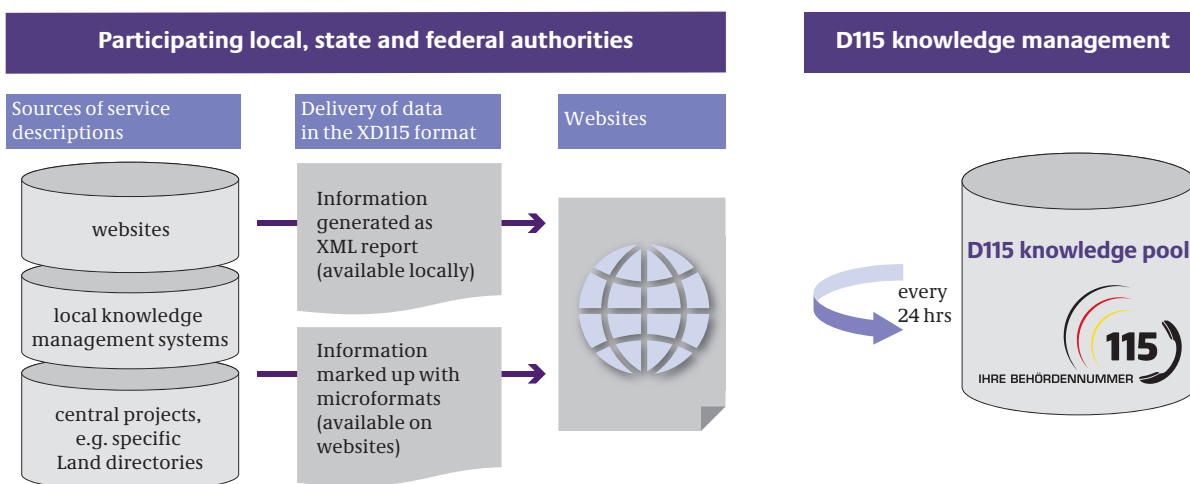 Participating local, state and federal authorities
D115 knowledge management
Sources of service
descriptions
Delivery of data
in the XD115 format
Websites
websites
local knowledge
management systems
central projects,
e.g. specific
Land directories
Information
generated as
XML report
(available locally)
Information
marked up with
microformats
(available on
websites)
every
24 hrs
D115 knowledge pool
115
IHRE BEHÖRDENNUMMER